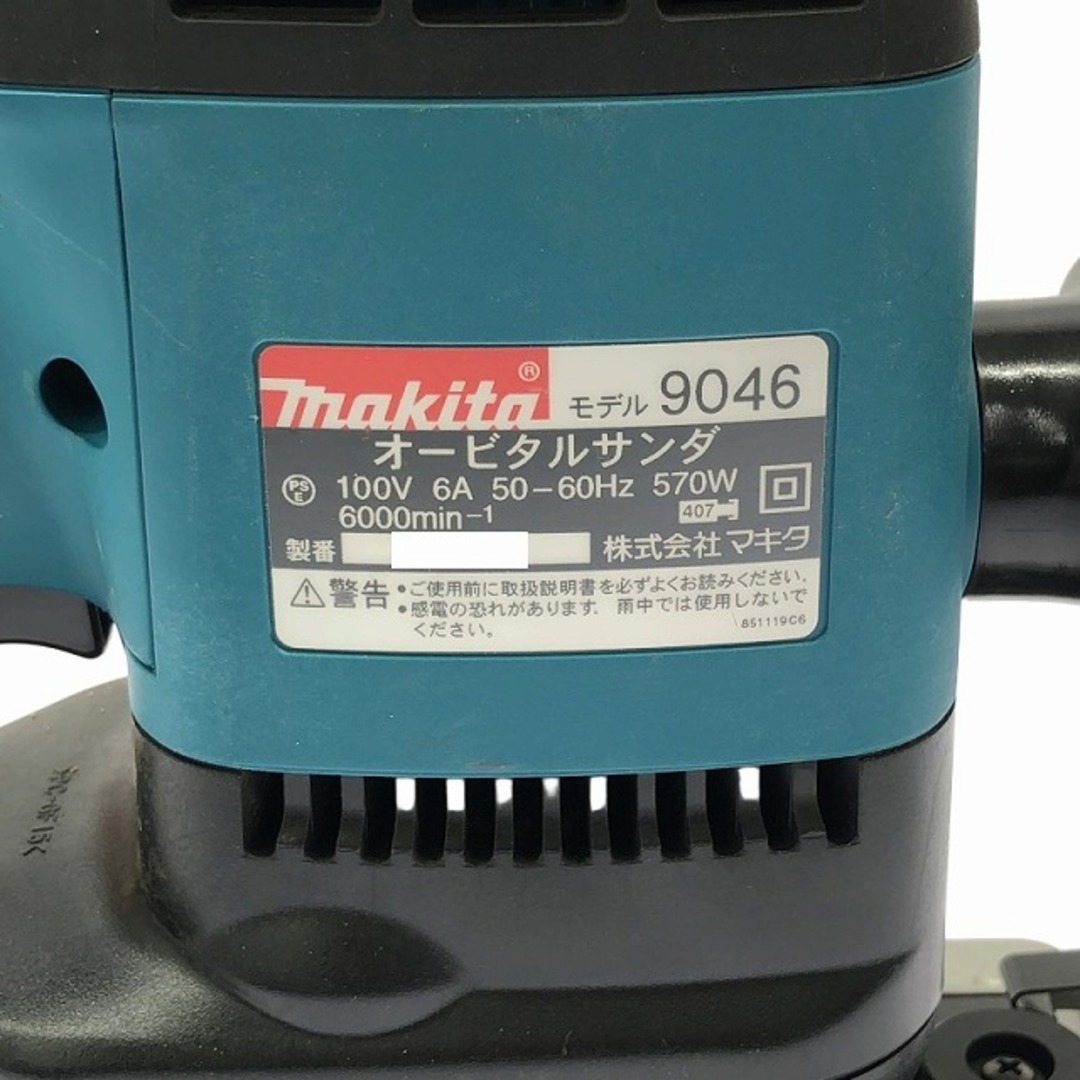 makita® モデル 9046
オービタルサンダ
PSE 100V 6A 50-60Hz 570W
6000min-1 407
製番 株式会社マキタ
警告 •ご使用前に取扱説明書を必ずよくお読みください.
•感電の恐れがあります. 雨中では使用しないで
ください。 851119C6